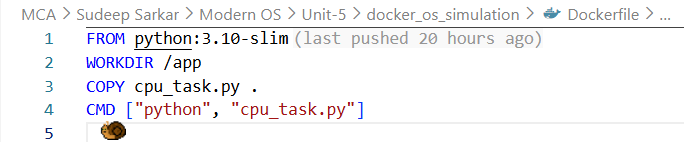 MCA > Sudeep Sarkar > Modern OS > Unit-5 > docker_os_simulation > Dockerfile > ...
1 FROM python:3.10-slim (last pushed 20 hours ago)
2 WORKDIR /app
3 COPY cpu_task.py .
4 CMD ["python", "cpu_task.py"]
5